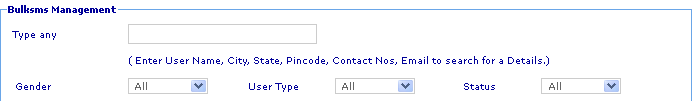 Bulksms Management
Type any
( Enter User Name, City, State, Pincode, Contact Nos, Email to search for a Details.)
Gender All User Type All Status All